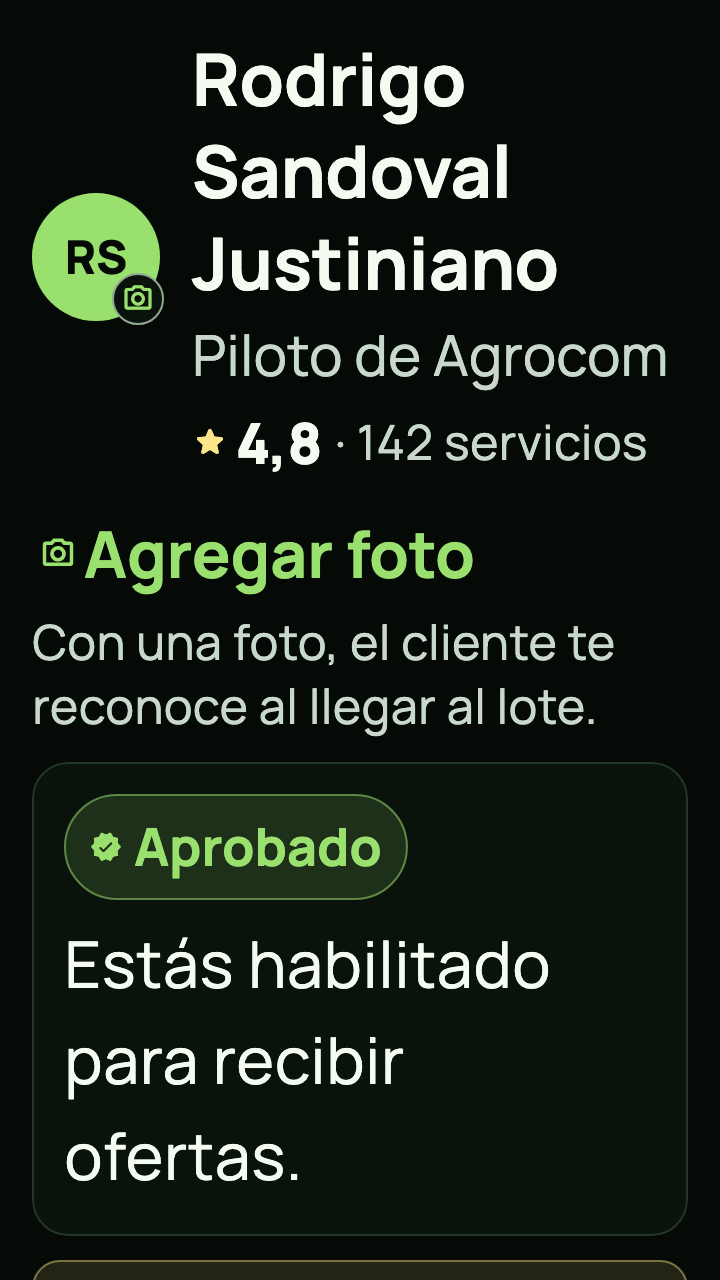 Rodrigo
Sandoval
Justiniano
RS
Piloto de Agrocom
4,8 · 142 servicios
Agregar foto
Con una foto, el cliente te
reconoce al llegar al lote.
Aprobado
Estás habilitado
para recibir
ofertas.